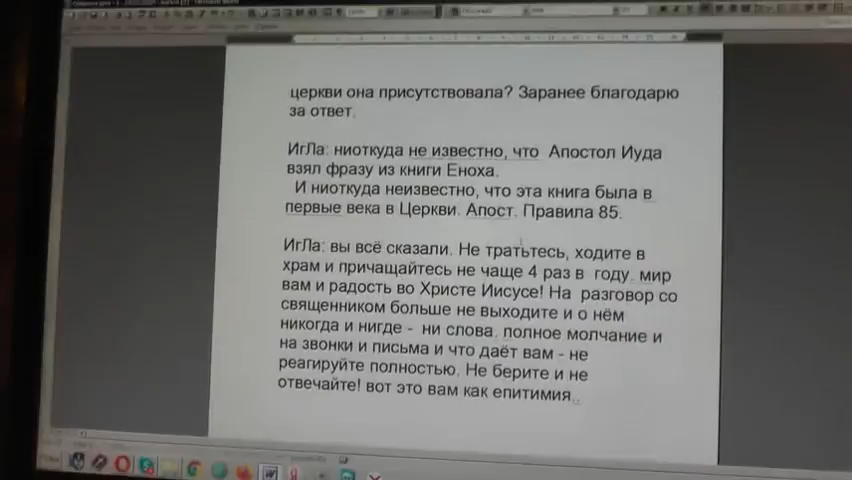 церкви она присутствовала? Заранее благодарю
за ответ.
ИгЛа: ниоткуда не известно, что Апостол Иуда
взял фразу из книги Еноха.
И ниоткуда неизвестно, что эта книга была в
первые века в Церкви. Апост. Правила 85.
ИгЛа: вы всё сказали. Не тратьтесь, ходите в
храм и причащайтесь не чаще 4 раз в году. мир
вам и радость во Христе Иисусе! На разговор со
священником больше не выходите и о нём
никогда и нигде - ни слова. полное молчание и
на звонки и письма и что даёт вам - не
реагируйте полностью. Не берите и не
отвечайте! вот это вам как епитимия..